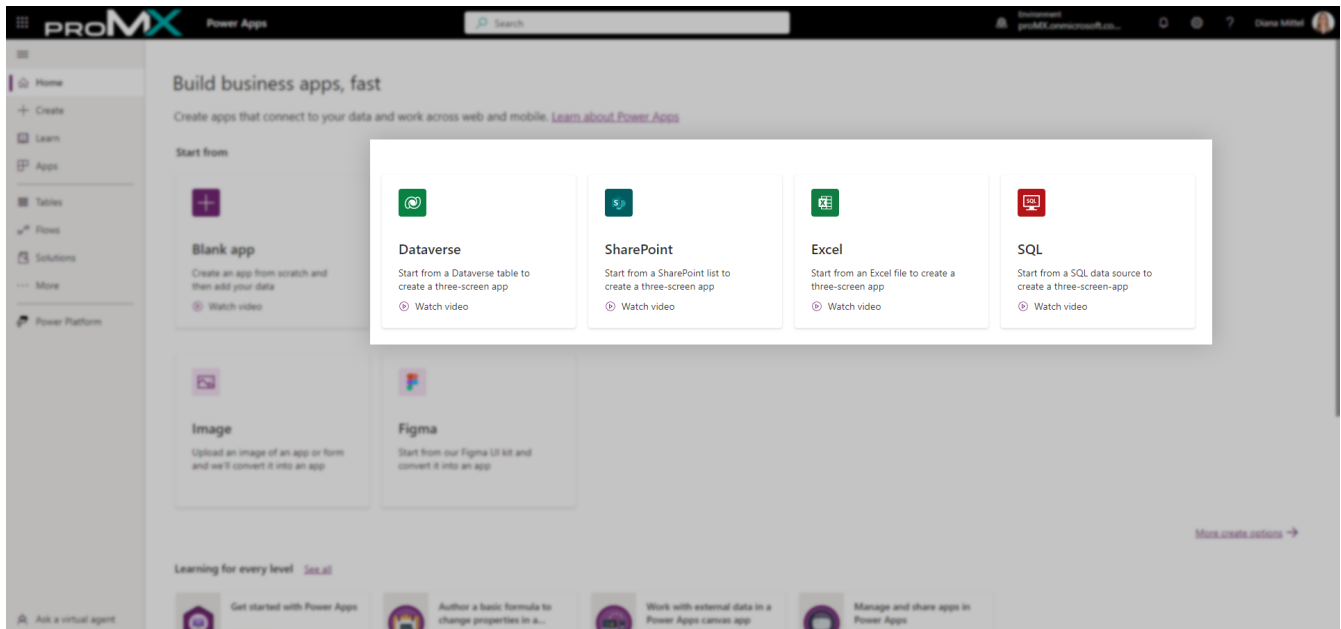 proMX
Power Apps
Search
Environment
proMX.onmicrosoft.co...
?
Diana Mittel
Home
Create
Learn
Apps
Tables
Flows
Solutions
More
Power Platform
Ask a virtual agent
Build business apps, fast
Create apps that connect to your data and work across web and mobile. Learn about Power Apps
Start from
Blank app
Create an app from scratch and
then add your data
Watch video
Dataverse
Start from a Dataverse table to
create a three-screen app
Watch video
SharePoint
Start from a SharePoint list to
create a three-screen app
Watch video
Excel
Start from an Excel file to create a
three-screen app
Watch video
SQL
SQL
Start from a SQL data source to
create a three-screen-app
Watch video
Image
Upload an image of an app or form
and we'll convert it into an app
Figma
Start from our Figma UI kit and
convert it into an app
More create options
Learning for every level See all
Get started with Power Apps
Author a basic formula to
change properties in a...
Work with external data in a
Power Apps canvas app
Manage and share apps in
Power Apps